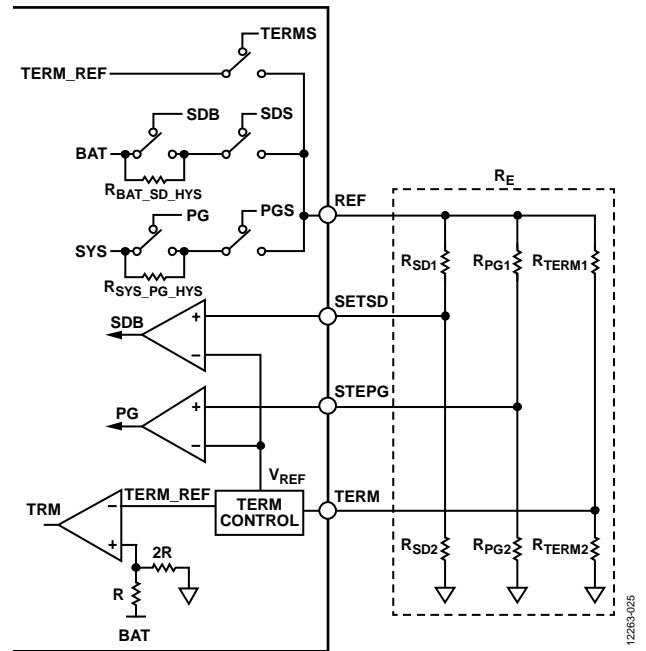 TERMS
TERM_REF
SDB
SDS
BAT
R_BAT_SD_HYS
R_E
PG
PGS
REF
SYS
R_SYS_PG_HYS
R_SD1
R_PG1
R_TERM1
SETSD
SDB
+
–
STEPG
PG
+
–
V_REF
TERM_REF
TERM
TRM
–
TERM
CONTROL
+
2R
R_SD2
R_PG2
R_TERM2
R
BAT
12263-025